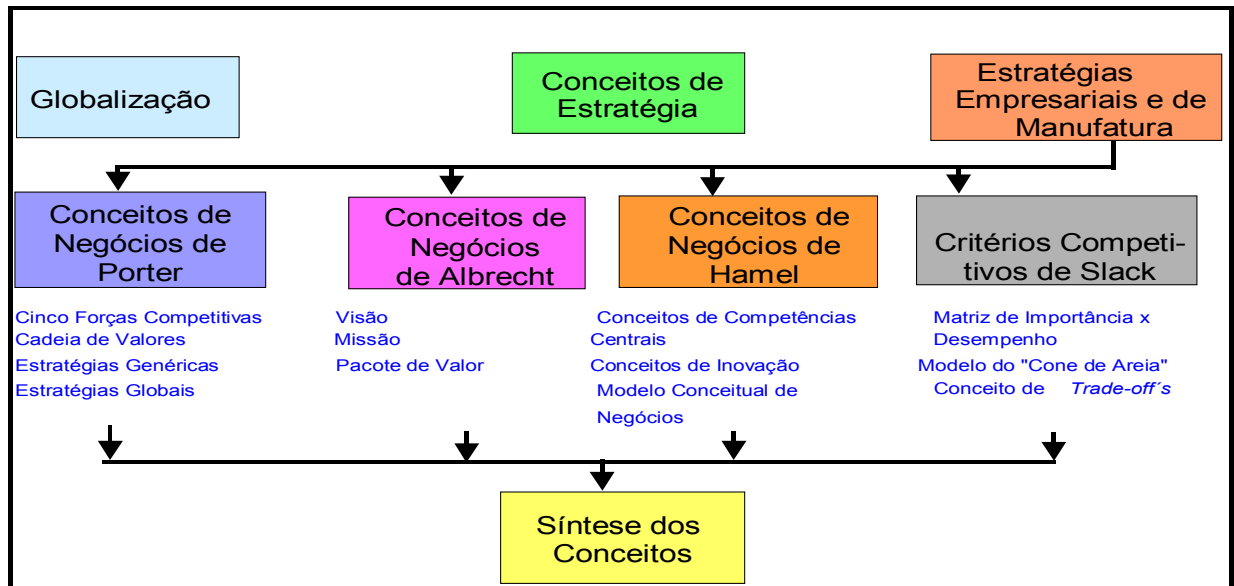 Globalização
Conceitos de
Estratégia
Estratégias
Empresariais e de
Manufatura
Conceitos de
Negócios de
Porter
Conceitos de
Negócios
de Albrecht
Conceitos de
Negócios de
Hamel
Critérios Competi-
tivos de Slack
Cinco Forças Competitivas
Cadeia de Valores
Estratégias Genéricas
Estratégias Globais
Visão
Missão
Pacote de Valor
Conceitos de Competências
Centrais
Conceitos de Inovação
Modelo Conceitual de
Negócios
Matriz de Importância x
Desempenho
Modelo do "Cone de Areia"
Conceito de Trade-off´s
Síntese dos
Conceitos